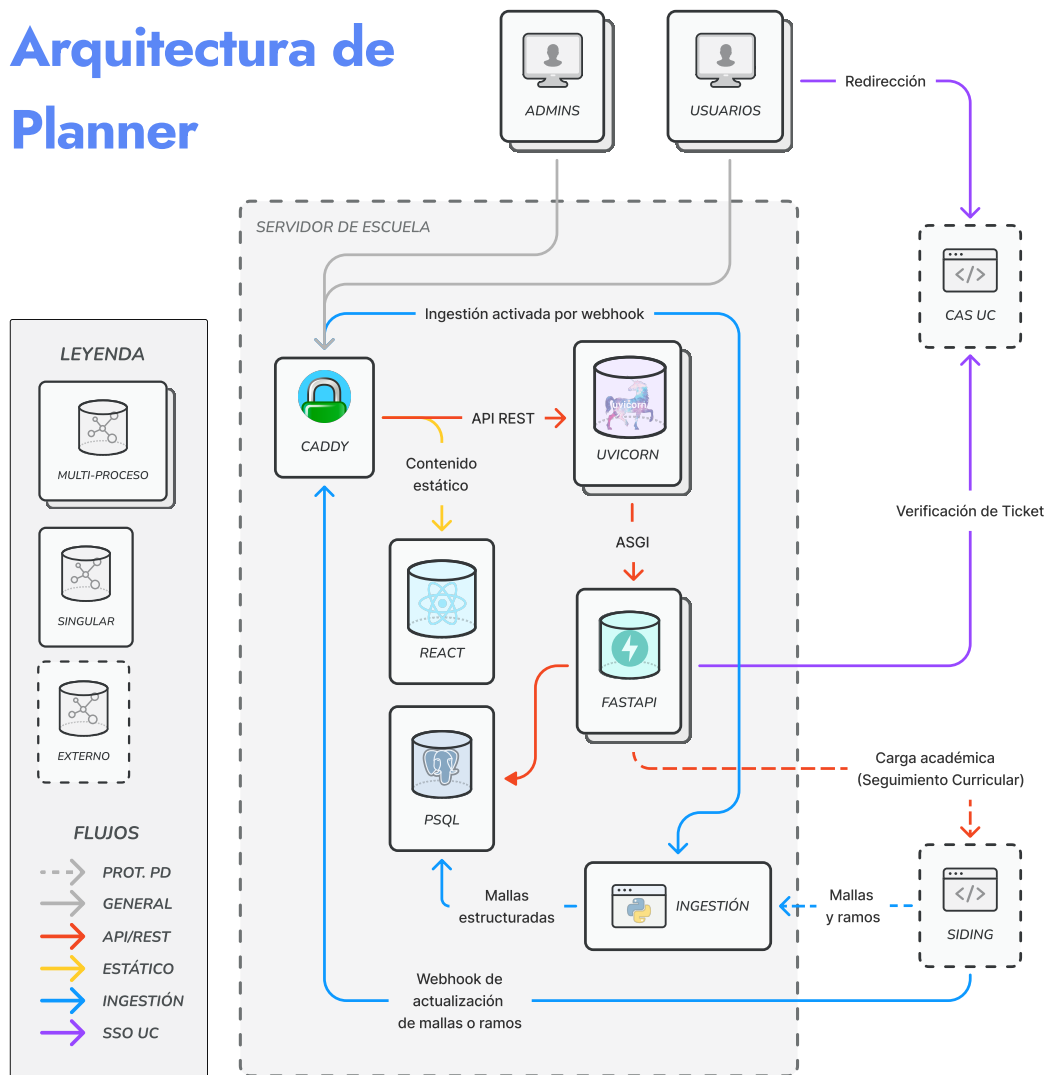 Arquitectura de
Planner
ADMINS
USUARIOS
Redirección
SERVIDOR DE ESCUELA
CAS UC
Ingestión activada por webhook
LEYENDA
MULTI-PROCESO
SINGULAR
EXTERNO
FLUJOS
PROT. PD
GENERAL
API/REST
ESTÁTICO
INGESTIÓN
SSO UC
CADDY
API REST
uvicorn
UVICORN
Contenido
estático
ASGI
Verificación de Ticket
REACT
FASTAPI
PSQL
Carga académica
(Seguimiento Curricular)
Mallas
estructuradas
INGESTIÓN
Mallas
y ramos
SIDING
Webhook de
actualización
de mallas o ramos